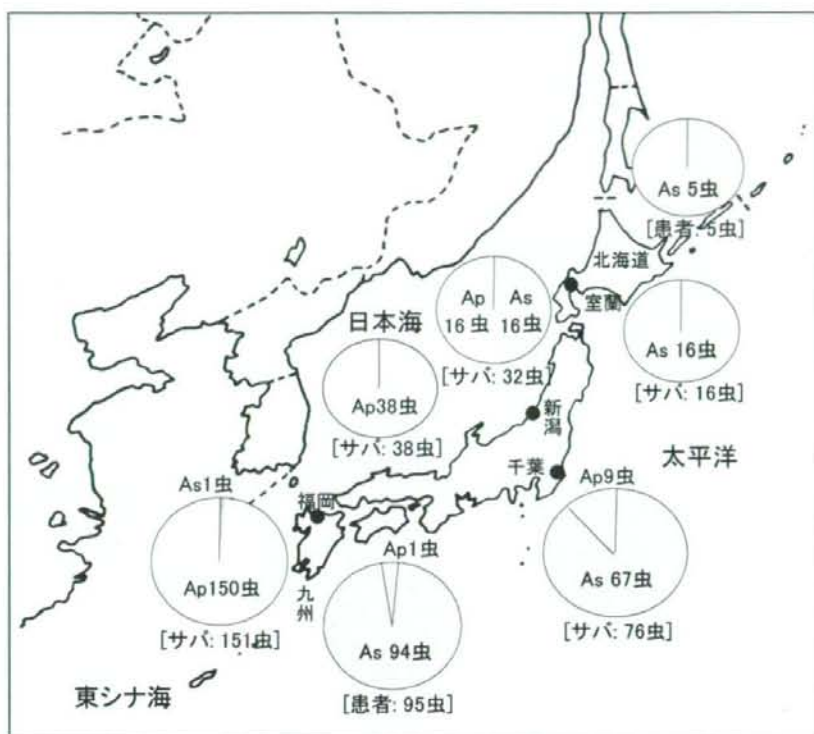 As 5虫
[患者: 5虫]
北海道
室蘭
Ap As
16虫 16虫
[サバ: 32虫]
As 16虫
[サバ: 16虫]
日本海
Ap38虫
[サバ: 38虫]
新潟
千葉
太平洋
Ap9虫
As 67虫
[サバ: 76虫]
As1虫
福岡
Ap150虫
[サバ: 151虫]
九州
Ap1虫
As 94虫
[患者: 95虫]
東シナ海